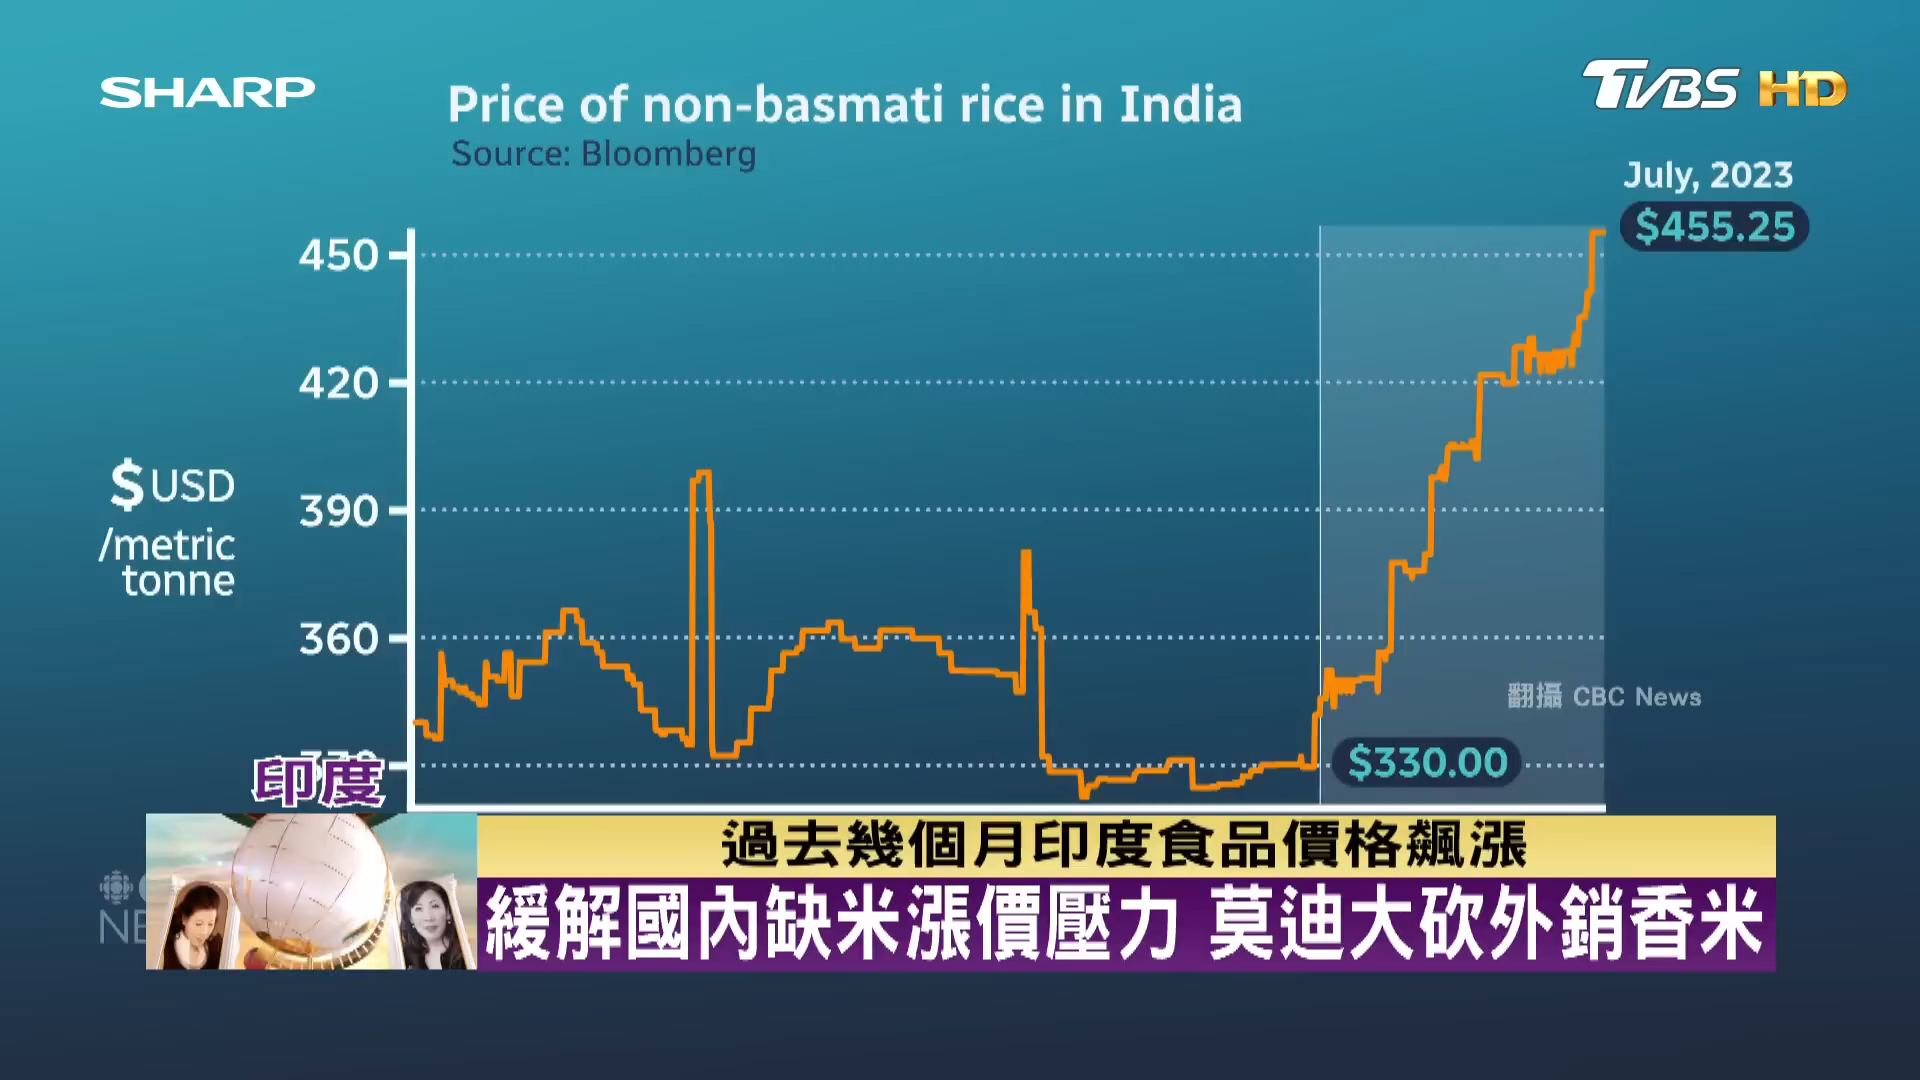 SHARP
TVBS HD
Price of non-basmati rice in India
Source: Bloomberg
July, 2023
$455.25
450
420
390
360
$ USD
/metric
tonne
翻攝 CBC News
$330.00
印度
過去幾個月印度食品價格飆漲
緩解國內缺米漲價壓力 莫迪大砍外銷香米